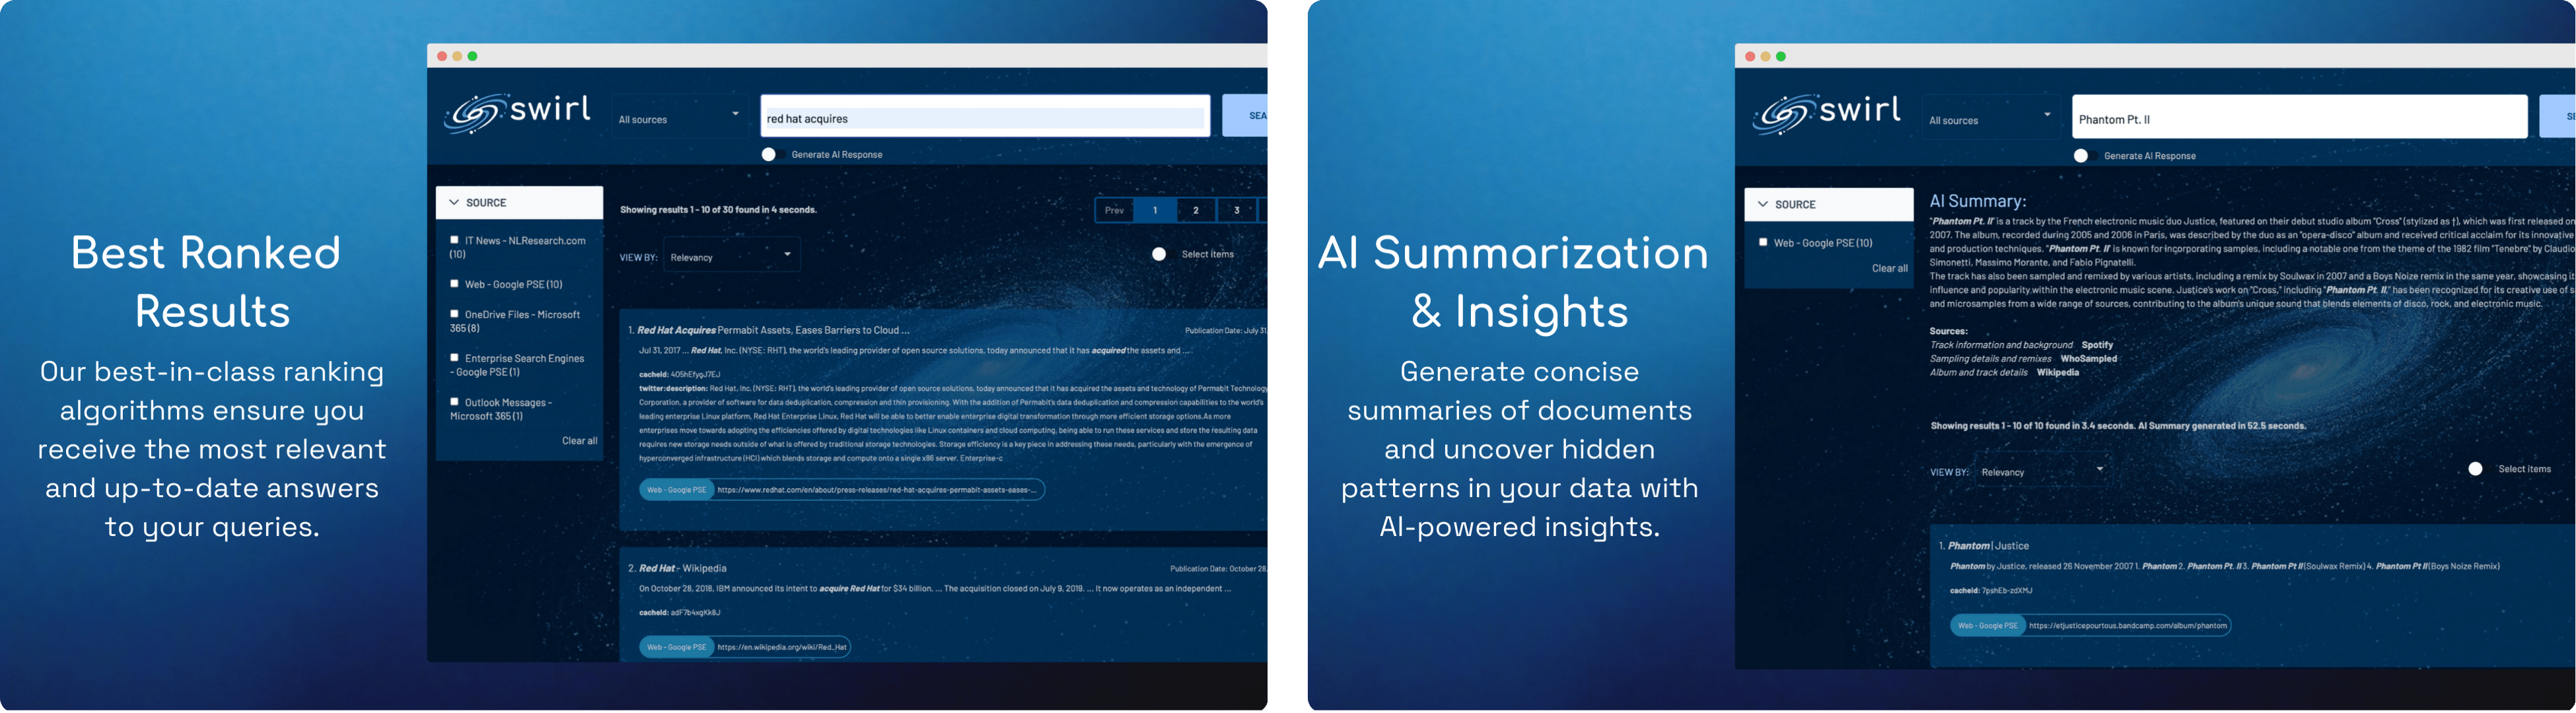 Best Ranked
Results
Our best-in-class ranking
algorithms ensure you
receive the most relevant
and up-to-date answers
to your queries.
swirl
All sources
red hat acquires
SEA
Generate AI Response
SOURCE
IT News - NLResearch.com
(10)
Web - Google PSE (10)
OneDrive Files - Microsoft
365 (8)
Enterprise Search Engines
- Google PSE (1)
Outlook Messages -
Microsoft 365 (1)
Clear all
Showing results 1 - 10 of 30 found in 4 seconds.
Prev 1 2 3
VIEW BY: Relevancy
Select items
1. Red Hat Acquires Permabit Assets, Eases Barriers to Cloud ...
Publication Date: July 31,
Jul 31, 2017 ... Red Hat, Inc. (NYSE: RHT), the world's leading provider of open source solutions, today announced that it has acquired the assets and ...
cacheId: 405hEfygJ7EJ
twitter:description: Red Hat, Inc. (NYSE: RHT), the world's leading provider of open source solutions, today announced that it has acquired the assets and technology of Permabit Technology
Corporation, a provider of software for data deduplication, compression and thin provisioning. With the addition of Permabit's data deduplication and compression capabilities to the world's
leading enterprise Linux platform, Red Hat Enterprise Linux, Red Hat will be able to better enable enterprise digital transformation through more efficient storage options.As more
enterprises move towards adopting the efficiencies offered by digital technologies like Linux containers and cloud computing, being able to run these services and store the resulting data
requires new storage needs outside of what is offered by traditional storage technologies. Storage efficiency is a key piece in addressing these needs, particularly with the emergence of
hyperconverged infrastructure (HCI) which blends storage and compute onto a single x86 server. Enterprise-c
Web - Google PSE https://www.redhat.com/en/about/press-releases/red-hat-acquires-permabit-assets-eases-...
2. Red Hat - Wikipedia
Publication Date: October 28,
On October 28, 2018, IBM announced its intent to acquire Red Hat for $34 billion. ... The acquisition closed on July 9, 2019. ... It now operates as an independent ...
cacheId: adF7b4xgKk8J
Web - Google PSE https://en.wikipedia.org/wiki/Red_Hat
AI Summarization
& Insights
Generate concise
summaries of documents
and uncover hidden
patterns in your data with
AI-powered insights.
swirl
All sources
Phantom Pt. II
SE
Generate AI Response
SOURCE
Web - Google PSE (10)
Clear all
AI Summary:
"Phantom Pt. II" is a track by the French electronic music duo Justice, featured on their debut studio album "Cross" (stylized as †), which was first released on
2007. The album, recorded during 2005 and 2006 in Paris, was described by the duo as an "opera-disco" album and received critical acclaim for its innovative
and production techniques. "Phantom Pt. II" is known for incorporating samples, including a notable one from the theme of the 1982 film "Tenebre" by Claudio
Simonetti, Massimo Morante, and Fabio Pignatelli.
The track has also been sampled and remixed by various artists, including a remix by Soulwax in 2007 and a Boys Noize remix in the same year, showcasing it
influence and popularity within the electronic music scene. Justice's work on "Cross," including "Phantom Pt. II," has been recognized for its creative use of s
and microsamples from a wide range of sources, contributing to the album's unique sound that blends elements of disco, rock, and electronic music.
Sources:
Track information and background Spotify
Sampling details and remixes WhoSampled
Album and track details Wikipedia
Showing results 1 - 10 of 10 found in 3.4 seconds. AI Summary generated in 52.5 seconds.
VIEW BY: Relevancy
Select items
1. Phantom | Justice
Phantom by Justice, released 26 November 2007 1. Phantom 2. Phantom Pt. II 3. Phantom Pt II (Soulwax Remix) 4. Phantom Pt II (Boys Noize Remix)
cacheId: 7pshEb-zdXMJ
Web - Google PSE https://etjusticepourtous.bandcamp.com/album/phantom